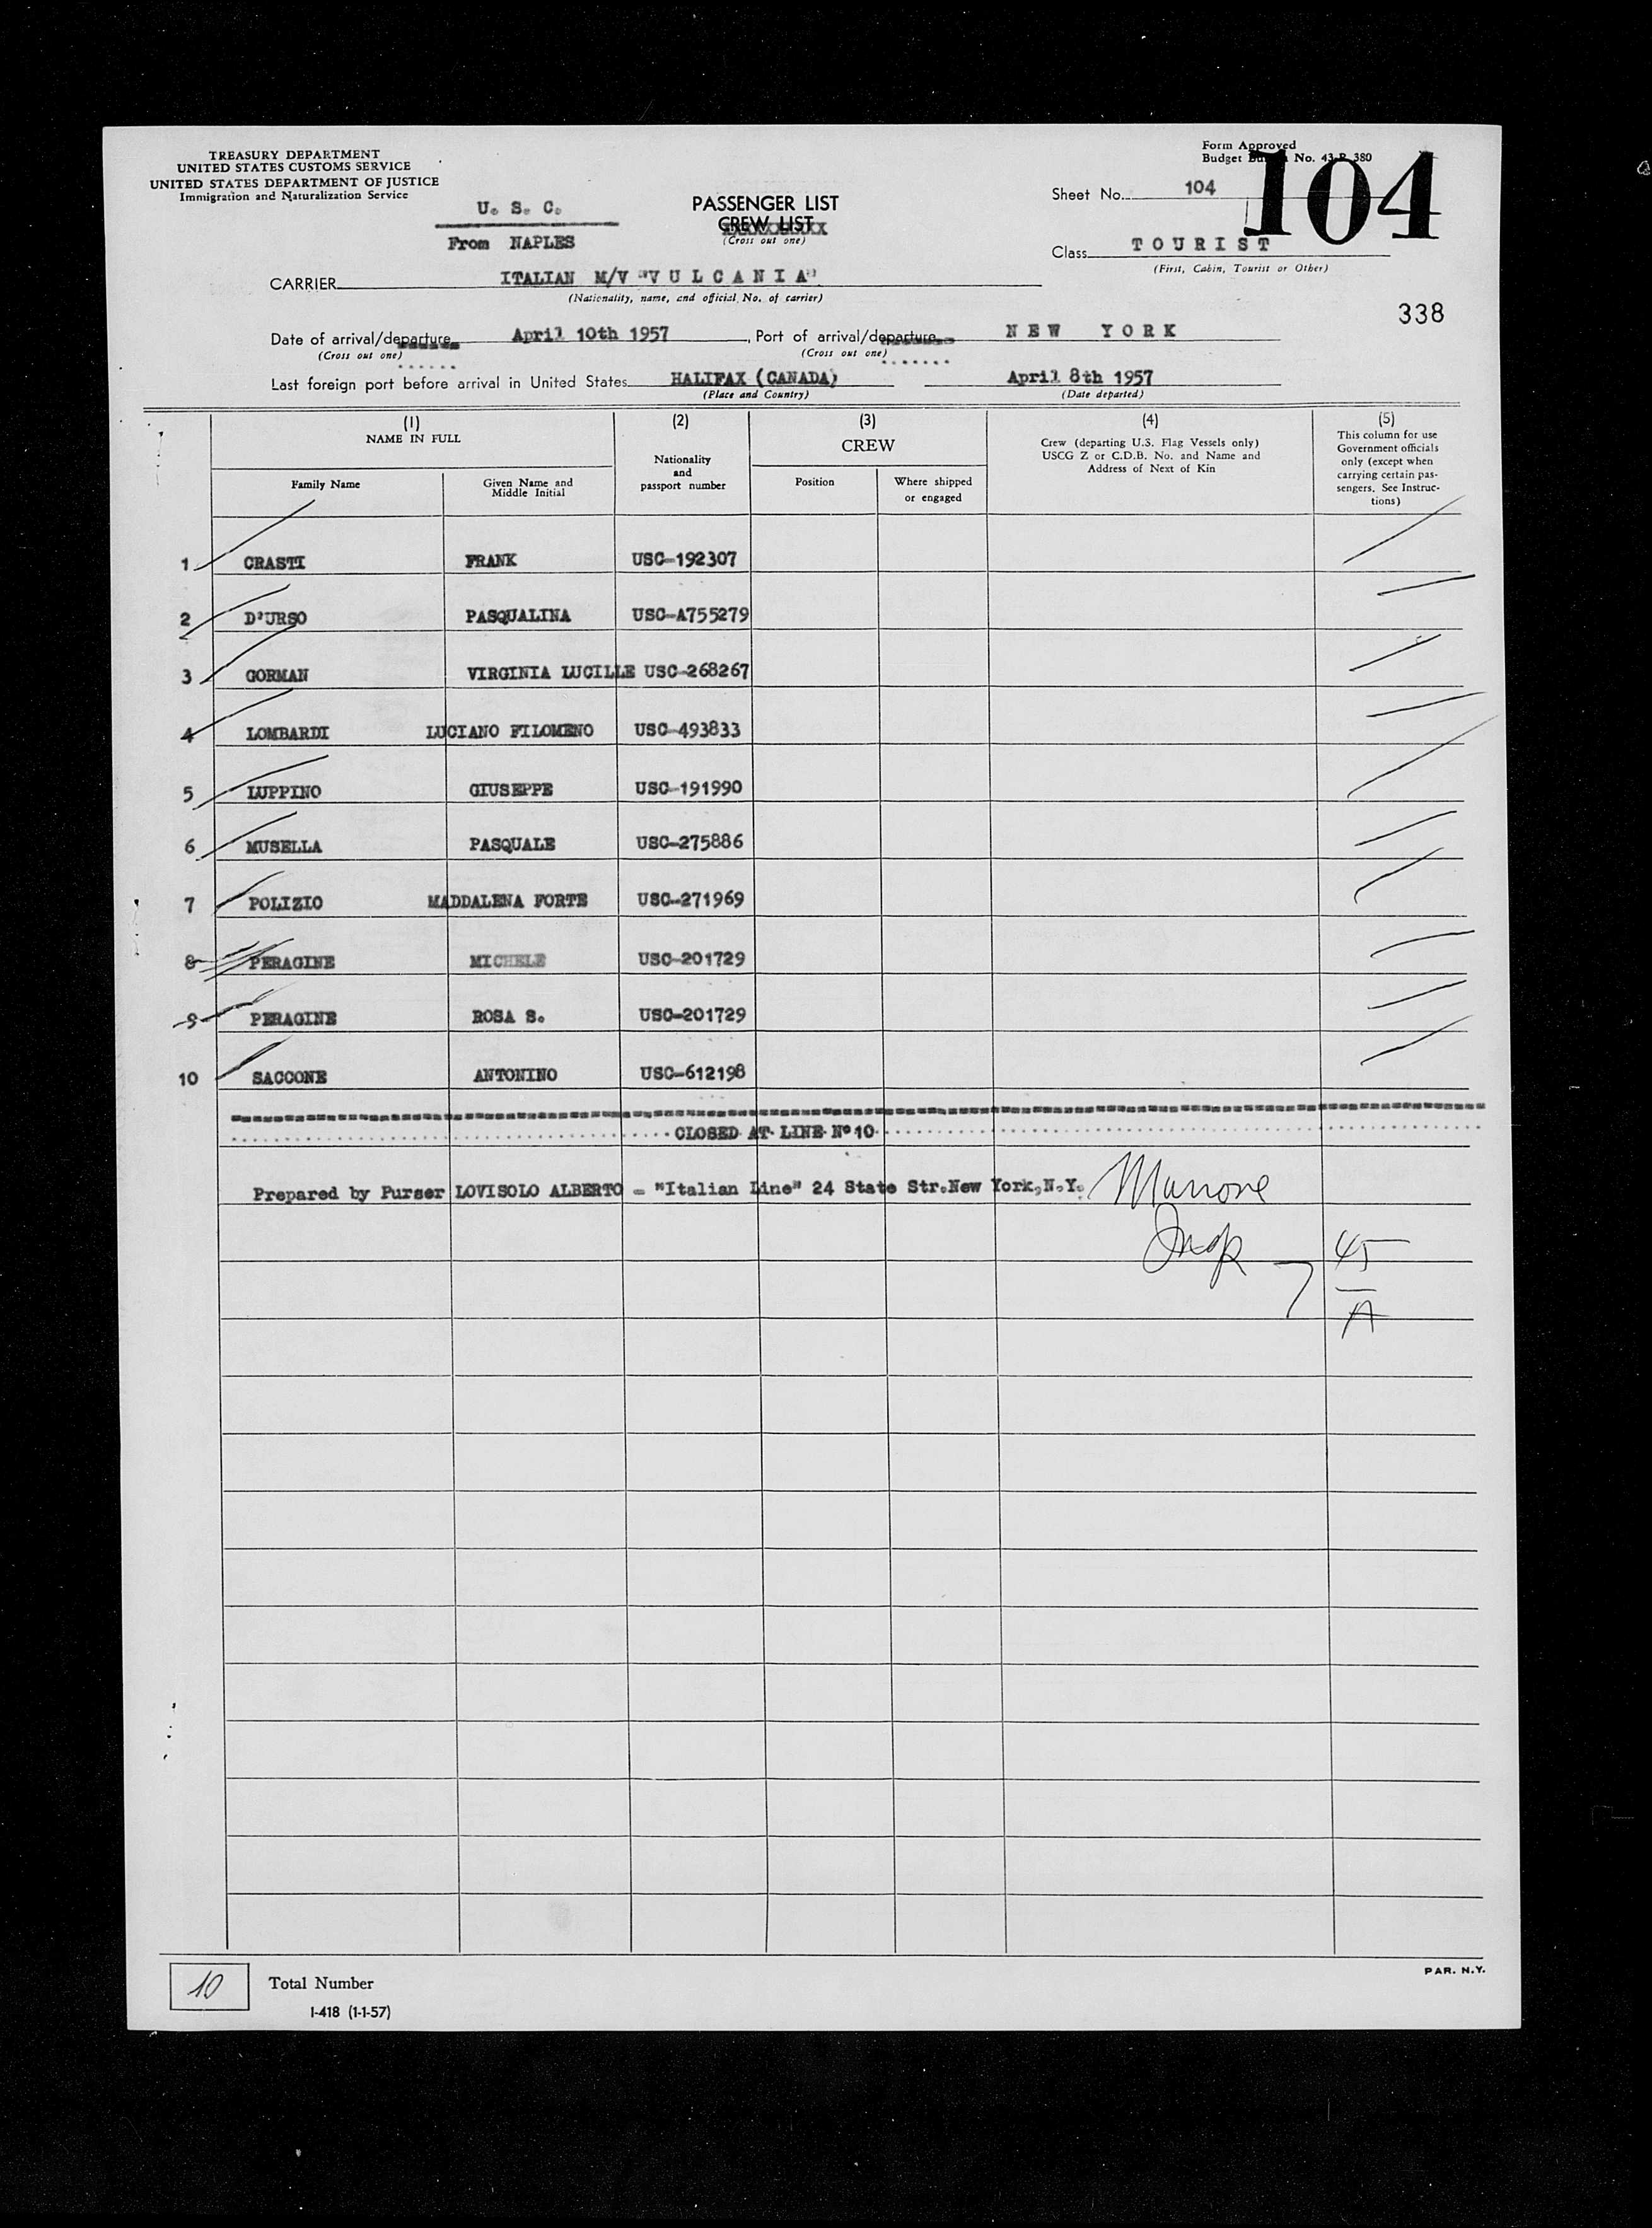 TREASURY DEPARTMENT
UNITED STATES CUSTOMS SERVICE
UNITED STATES DEPARTMENT OF JUSTICE
Immigration and Naturalization Service
U. S. C.
From NAPLES
PASSENGER LIST
CREW LIST
(Cross out one)
Form Approved
Budget Bureau No. 43-R 380
Sheet No. 104
104
Class TOURIST
(First, Cabin, Tourist or Other)
CARRIER ITALIAN M/V "VULCANIA"
(Nationality, name, and official No. of carrier)
338
Date of arrival/departure April 10th 1957, Port of arrival/departure NEW YORK
(Cross out one) (Cross out one)
Last foreign port before arrival in United States HALIFAX (CANADA) April 8th 1957
(Place and Country) (Date departed)
(1) (2) (3) (4) (5)
NAME IN FULL
Family Name
Given Name and Middle Initial
Nationality and passport number
CREW
Position
Where shipped or engaged
Crew (departing U.S. Flag Vessels only)
USCG Z or C.D.B. No. and Name and
Address of Next of Kin
This column for use
Government officials
only (except when
carrying certain pas-
sengers. See Instruc-
tions)
1 CRASTI FRANK USC-192307
2 D'URSO PASQUALINA USC-A755279
3 GORMAN VIRGINIA LUCILLE USC-268267
4 LOMBARDI LUCIANO FILOMENO USC-493833
5 LUPPINO GIUSEPPE USC-191990
6 MUSELLA PASQUALE USC-275886
7 POLIZIO MADDALENA FORTE USC-271969
8 PERAGINE MICHELE USC-201729
9 PERAGINE ROSA S. USC-201729
10 SACCONE ANTONINO USC-612198
CLOSED AT LINE Nº 10
Prepared by Purser LOVISOLO ALBERTO - "Italian Line" 24 State Str.New York,N.Y.
45
A
10 Total Number
I-418 (1-1-57)
PAR. N.Y.